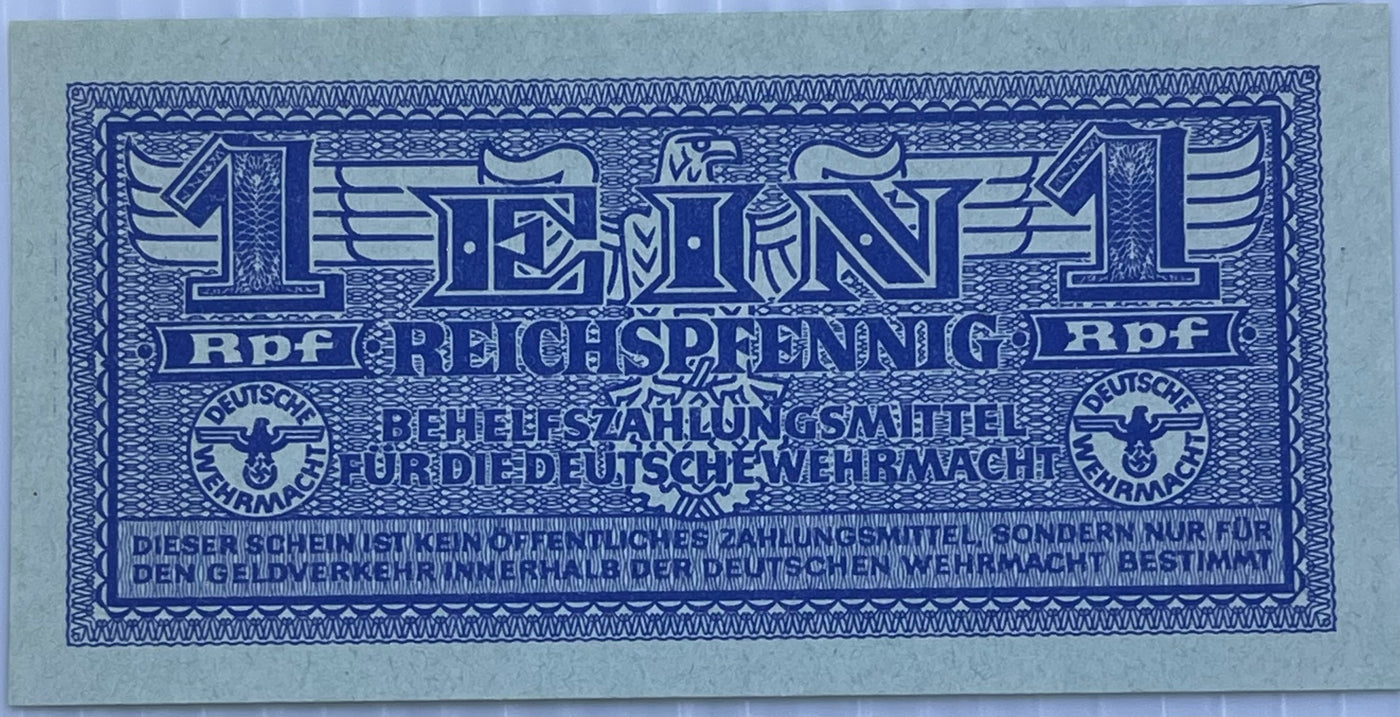 1 EIN 1
Rpf REICHSPFENNIG Rpf
DEUTSCHE WEHRMACHT
BEHELFSZAHLUNGSMITTEL
FÜR DIE DEUTSCHE WEHRMACHT
DEUTSCHE WEHRMACHT
DIESER SCHEIN IST KEIN ÖFFENTLICHES ZAHLUNGSMITTEL, SONDERN NUR FÜR
DEN GELDVERKEHR INNERHALB DER DEUTSCHEN WEHRMACHT BESTIMMT